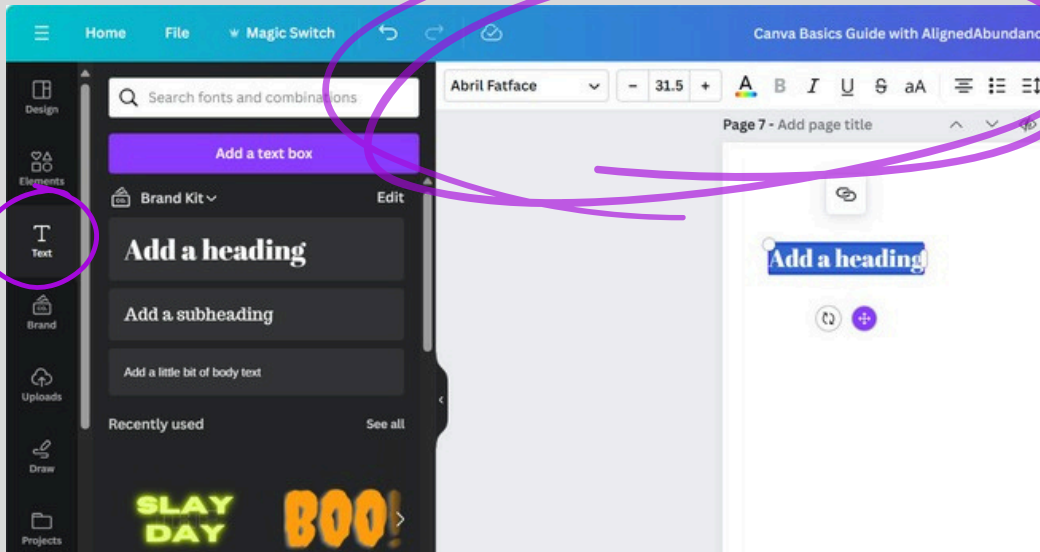 Home File Magic Switch Canva Basics Guide with AlignedAbundanc
Design
Elements
Text
Brand
Uploads
Draw
Projects
Search fonts and combinations
Add a text box
Brand Kit Edit
Add a heading
Add a subheading
Add a little bit of body text
Recently used See all
SLAY
DAY
BOO!
Abril Fatface - 31.5 + A B I U S aA
Page 7 - Add page title
Add a heading